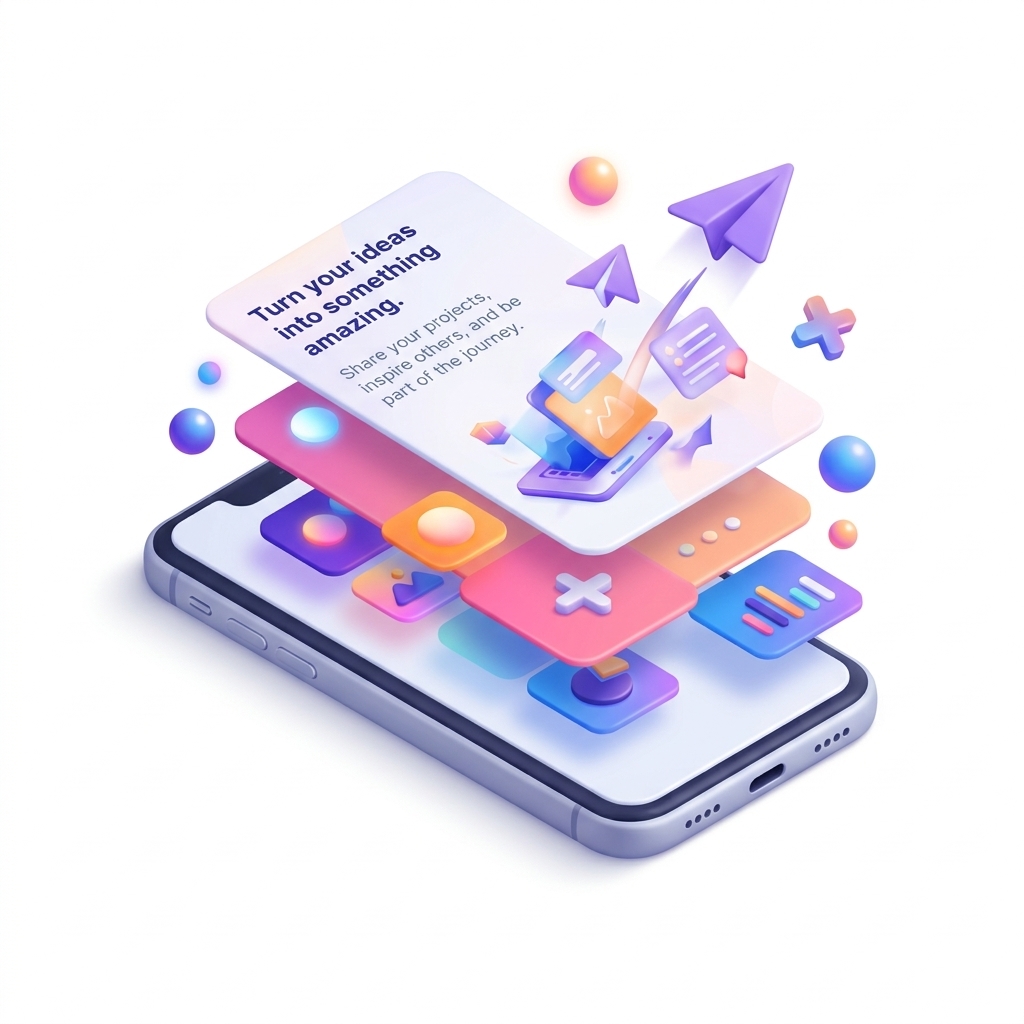 Turn your ideas
into something
amazing.
Share your projects,
inspire others, and be
part of the journey.